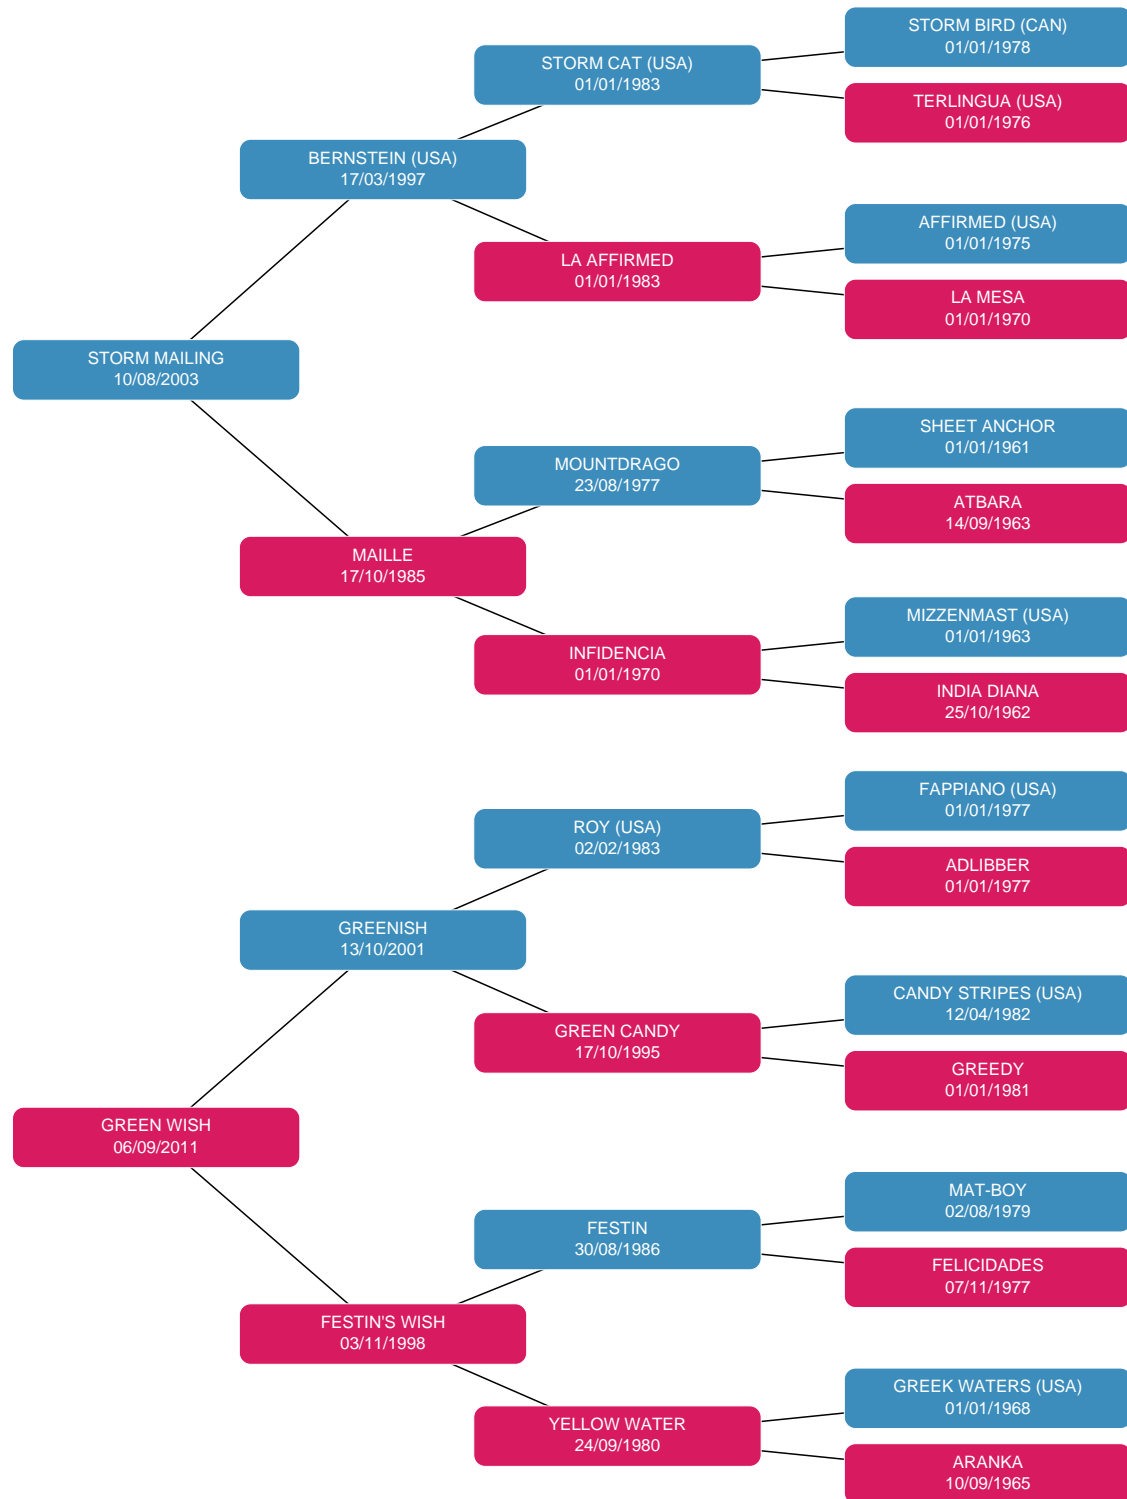 STORM BIRD (CAN)
01/01/1978
STORM CAT (USA)
01/01/1983
TERLINGUA (USA)
01/01/1976
BERNSTEIN (USA)
17/03/1997
AFFIRMED (USA)
01/01/1975
LA AFFIRMED
01/01/1983
LA MESA
01/01/1970
STORM MAILING
10/08/2003
SHEET ANCHOR
01/01/1961
MOUNTDRAGO
23/08/1977
ATBARA
14/09/1963
MAILLE
17/10/1985
MIZZENMAST (USA)
01/01/1963
INFIDENCIA
01/01/1970
INDIA DIANA
25/10/1962
FAPPIANO (USA)
01/01/1977
ROY (USA)
02/02/1983
ADLIBBER
01/01/1977
GREENISH
13/10/2001
CANDY STRIPES (USA)
12/04/1982
GREEN CANDY
17/10/1995
GREEDY
01/01/1981
GREEN WISH
06/09/2011
MAT-BOY
02/08/1979
FESTIN
30/08/1986
FELICIDADES
07/11/1977
FESTIN'S WISH
03/11/1998
GREEK WATERS (USA)
01/01/1968
YELLOW WATER
24/09/1980
ARANKA
10/09/1965